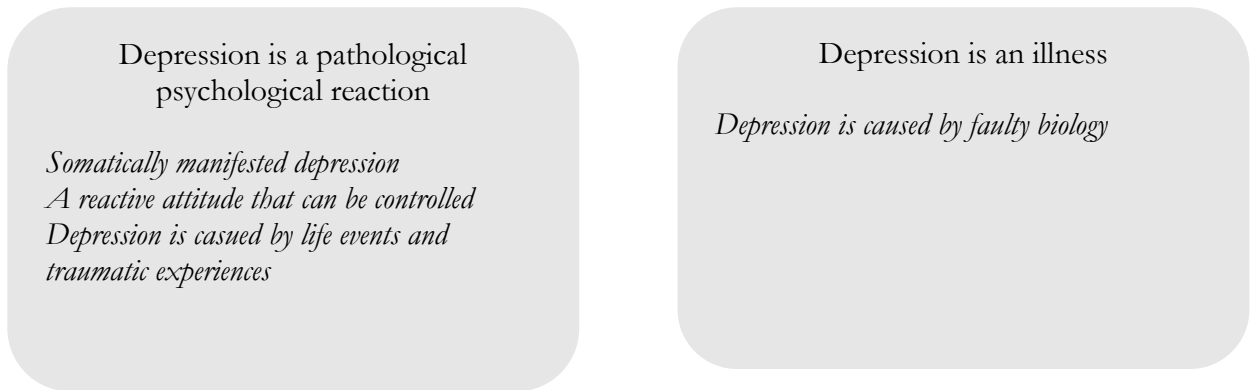 Depression is a pathological
psychological reaction
Somatically manifested depression
A reactive attitude that can be controlled
Depression is casued by life events and
traumatic experiences
Depression is an illness
Depression is caused by faulty biology